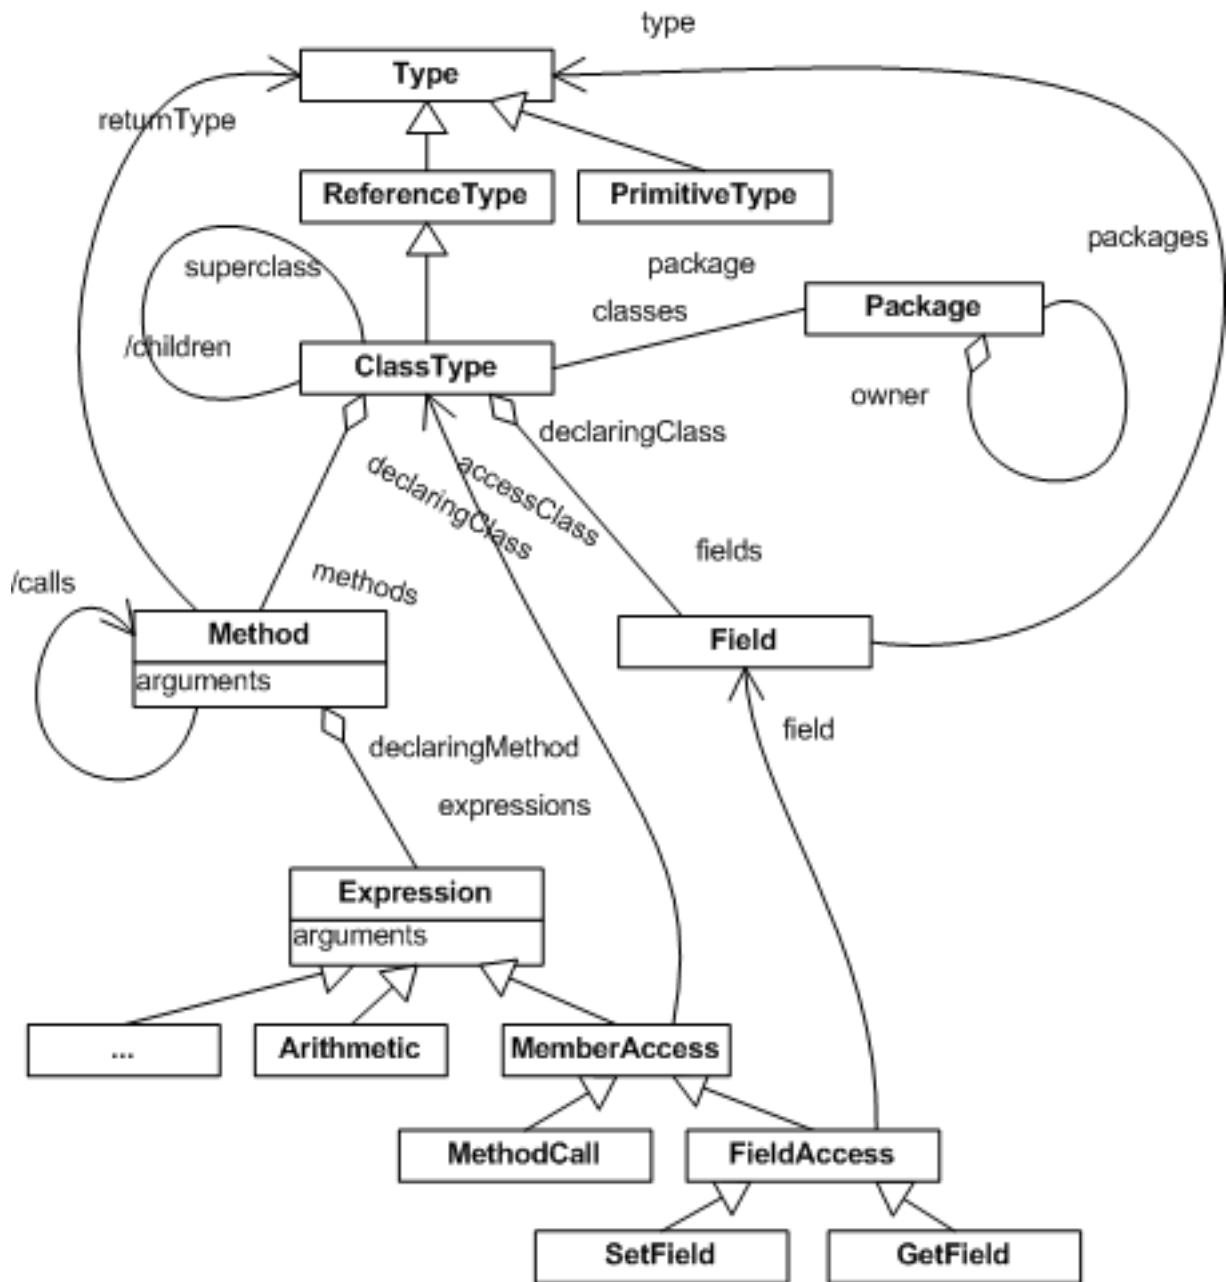 type
Type
returnType
ReferenceType
PrimitiveType
packages
superclass
package
classes
Package
/children
ClassType
owner
declaringClass
declaringClass
accessClass
fields
/calls
methods
Method
Field
arguments
field
declaringMethod
expressions
Expression
arguments
...
Arithmetic
MemberAccess
MethodCall
FieldAccess
SetField
GetField